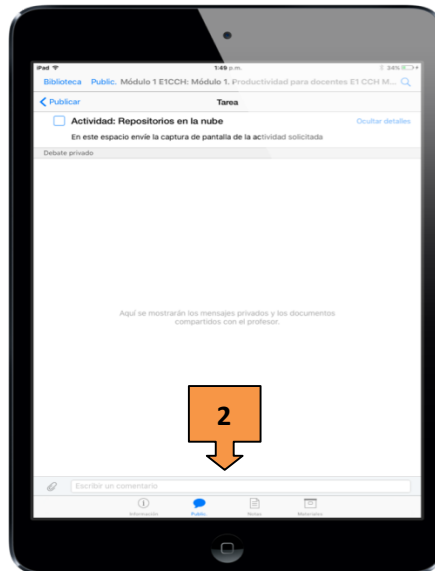 iPad 1:49 p.m. 34%
Biblioteca Public. Módulo 1 E1CCH: Módulo 1. Productividad para docentes E1 CCH M...
Publicar Tarea
Actividad: Repositorios en la nube Ocultar detalles
En este espacio envíe la captura de pantalla de la actividad solicitada
Debate privado
Aquí se mostrarán los mensajes privados y los documentos
compartidos con el profesor.
2
Escribir un comentario
Información Public. Notas Materiales